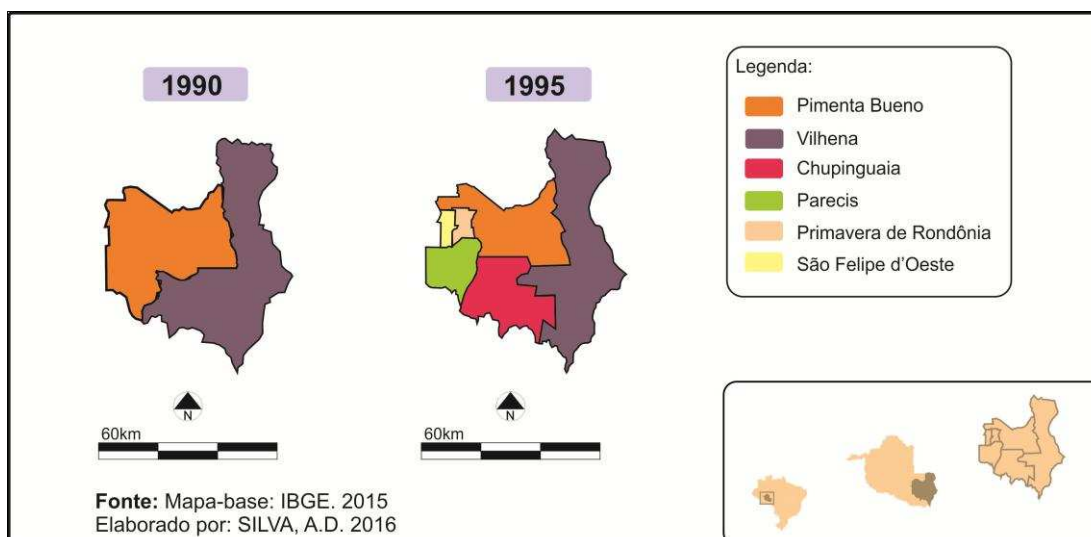 1990
1995
Legenda:
Pimenta Bueno
Vilhena
Chupinguaia
Parecis
Primavera de Rondônia
São Felipe d'Oeste
N
N
60km
60km
Fonte: Mapa-base: IBGE. 2015
Elaborado por: SILVA, A.D. 2016